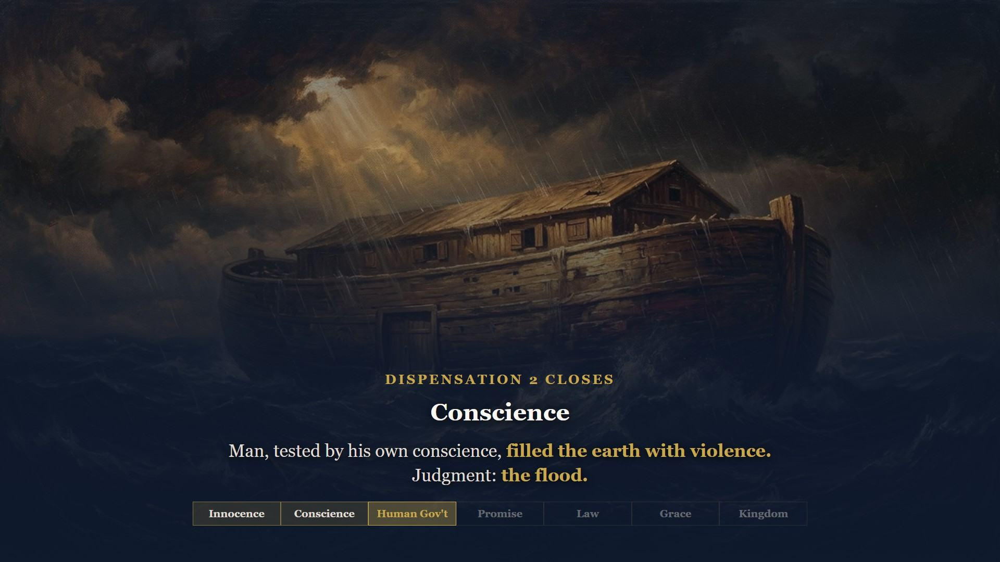 DISPENSATION 2 CLOSES
Conscience
Man, tested by his own conscience, filled the earth with violence.
Judgment: the flood.
Innocence Conscience Human Gov't Promise Law Grace Kingdom